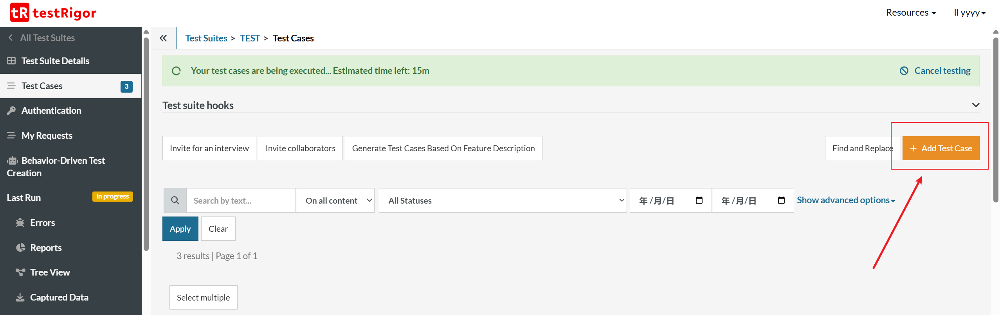 tR testRigor
Resources
ll yyyy
All Test Suites
Test Suite Details
Test Cases 3
Authentication
My Requests
Behavior-Driven Test
Creation
Last Run In progress
Errors
Reports
Tree View
Captured Data
Test Suites > TEST > Test Cases
Your test cases are being executed... Estimated time left: 15m
Cancel testing
Test suite hooks
Invite for an interview
Invite collaborators
Generate Test Cases Based On Feature Description
Find and Replace
+ Add Test Case
Search by text...
On all content
All Statuses
年 /月/日
年 /月/日
Show advanced options
Apply
Clear
3 results | Page 1 of 1
Select multiple